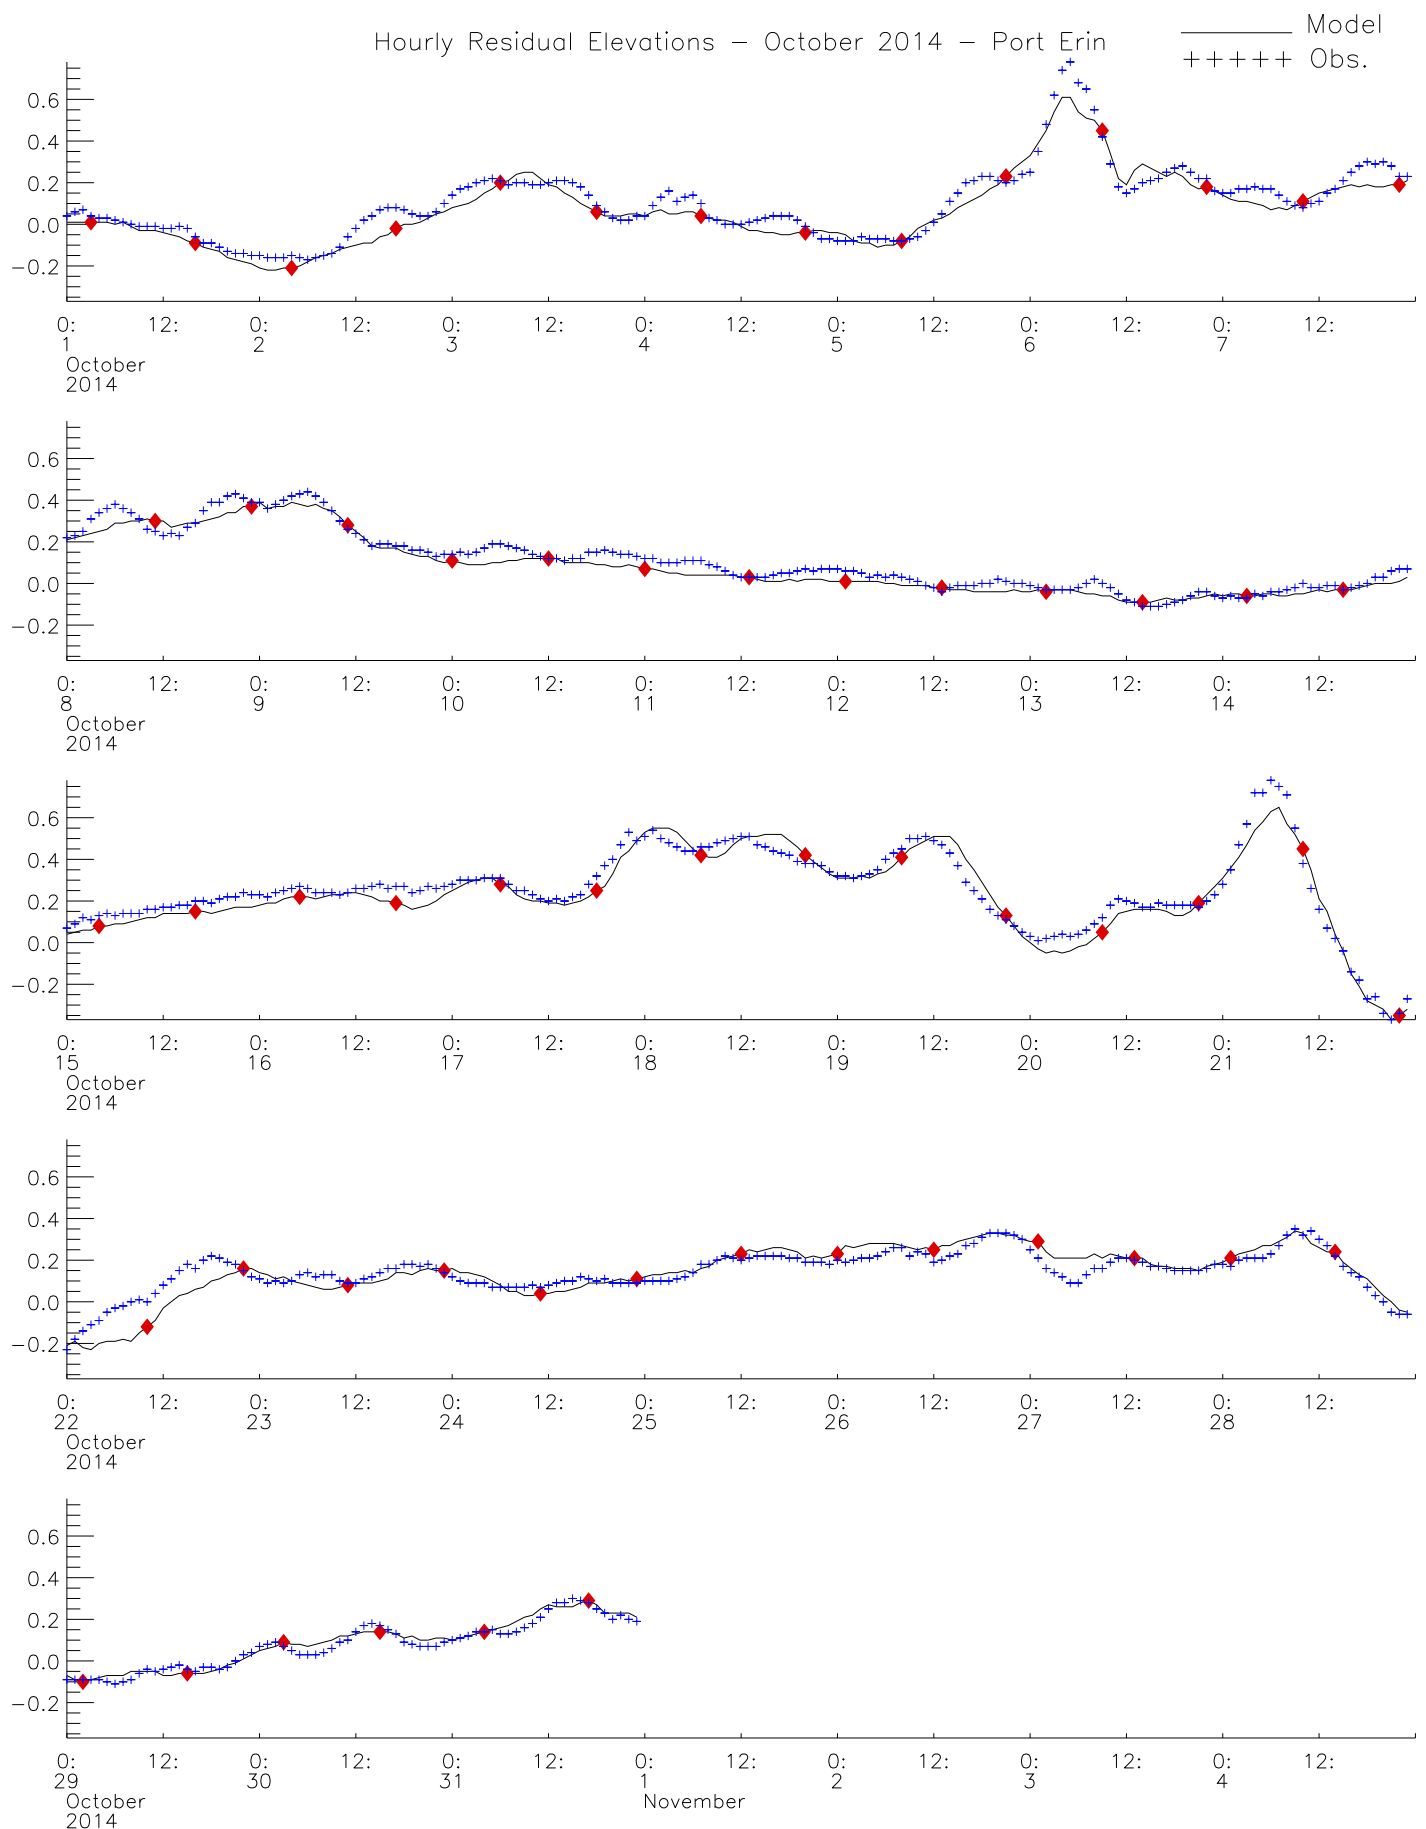 Hourly Residual Elevations − October 2014 − Port Erin
Model
+++++ Obs.
0.6
0.4
0.2
0.0
−0.2
0: 12: 0: 12: 0: 12: 0: 12: 0: 12: 0: 12: 0: 12:
1 2 3 4 5 6 7
October
2014
0.6
0.4
0.2
0.0
−0.2
0: 12: 0: 12: 0: 12: 0: 12: 0: 12: 0: 12: 0: 12:
8 9 10 11 12 13 14
October
2014
0.6
0.4
0.2
0.0
−0.2
0: 12: 0: 12: 0: 12: 0: 12: 0: 12: 0: 12: 0: 12:
15 16 17 18 19 20 21
October
2014
0.6
0.4
0.2
0.0
−0.2
0: 12: 0: 12: 0: 12: 0: 12: 0: 12: 0: 12: 0: 12:
22 23 24 25 26 27 28
October
2014
0.6
0.4
0.2
0.0
−0.2
0: 12: 0: 12: 0: 12: 0: 12: 0: 12: 0: 12: 0: 12:
29 30 31 1 2 3 4
October November
2014